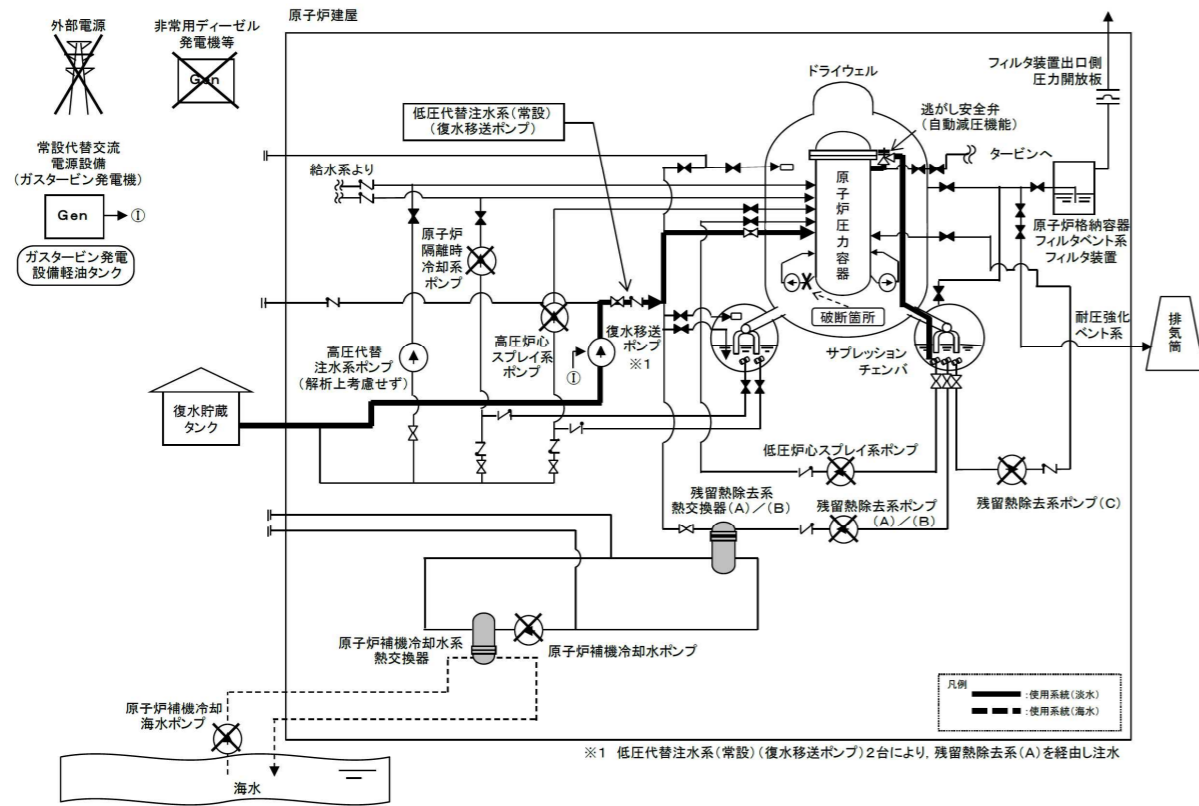 外部電源
非常用ディーゼル
発電機等
Gen
常設代替交流
電源設備
(ガスタービン発電機)
Gen
①
ガスタービン発電
設備軽油タンク
原子炉建屋
ドライウェル
低圧代替注水系(常設)
(復水移送ポンプ)
逃がし安全弁
(自動減圧機能)
フィルタ装置出口側
圧力開放板
タービンへ
給水系より
原子炉圧力容器
原子炉
隔離時
冷却系
ポンプ
原子炉格納容器
フィルタベント系
フィルタ装置
破断箇所
耐圧強化
ベント系
排気筒
高圧代替
注水系ポンプ
(解析上考慮せず)
高圧炉心
スプレイ系
ポンプ
①
復水移送
ポンプ
※1
サプレッション
チェンバ
復水貯蔵
タンク
低圧炉心スプレイ系ポンプ
残留熱除去系
熱交換器(A)/(B)
残留熱除去系ポンプ
(A)/(B)
残留熱除去系ポンプ(C)
原子炉補機冷却水系
熱交換器
原子炉補機冷却水ポンプ
原子炉補機冷却
海水ポンプ
海水
凡例
:使用系統(淡水)
:使用系統(海水)
※1 低圧代替注水系(常設)(復水移送ポンプ)2台により,残留熱除去系(A)を経由し注水